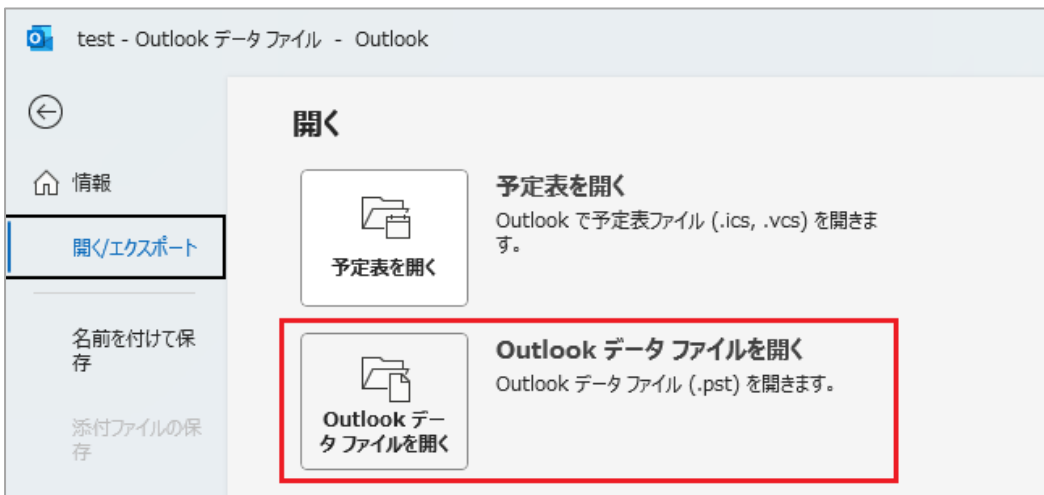 test - Outlook データ ファイル - Outlook
開く
情報
開く/エクスポート
名前を付けて保
存
添付ファイルの保
存
予定表を開く
予定表を開く
Outlook で予定表ファイル (.ics, .vcs) を開きま
す。
Outlook デー
タ ファイルを開く
Outlook データ ファイルを開く
Outlook データ ファイル (.pst) を開きます。